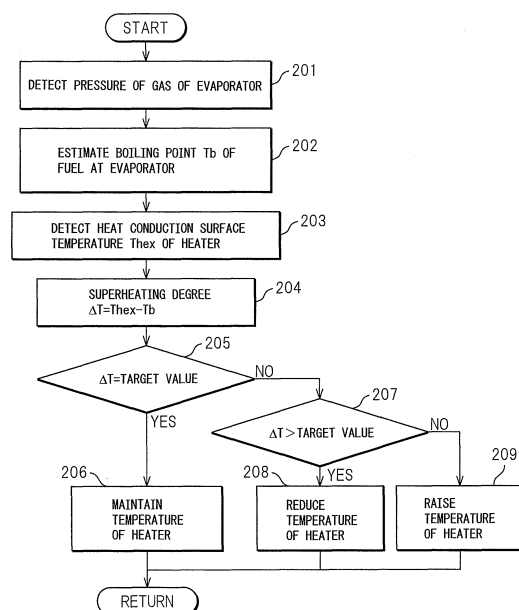 START
DETECT PRESSURE OF GAS OF EVAPORATOR
201
ESTIMATE BOILING POINT Tb OF
FUEL AT EVAPORATOR
202
DETECT HEAT CONDUCTION SURFACE
TEMPERATURE Thex OF HEATER
203
SUPERHEATING DEGREE
ΔT=Thex-Tb
204
ΔT=TARGET VALUE
205
NO
YES
ΔT>TARGET VALUE
207
NO
YES
206
MAINTAIN
TEMPERATURE
OF HEATER
208
REDUCE
TEMPERATURE
OF HEATER
209
RAISE
TEMPERATURE
OF HEATER
RETURN